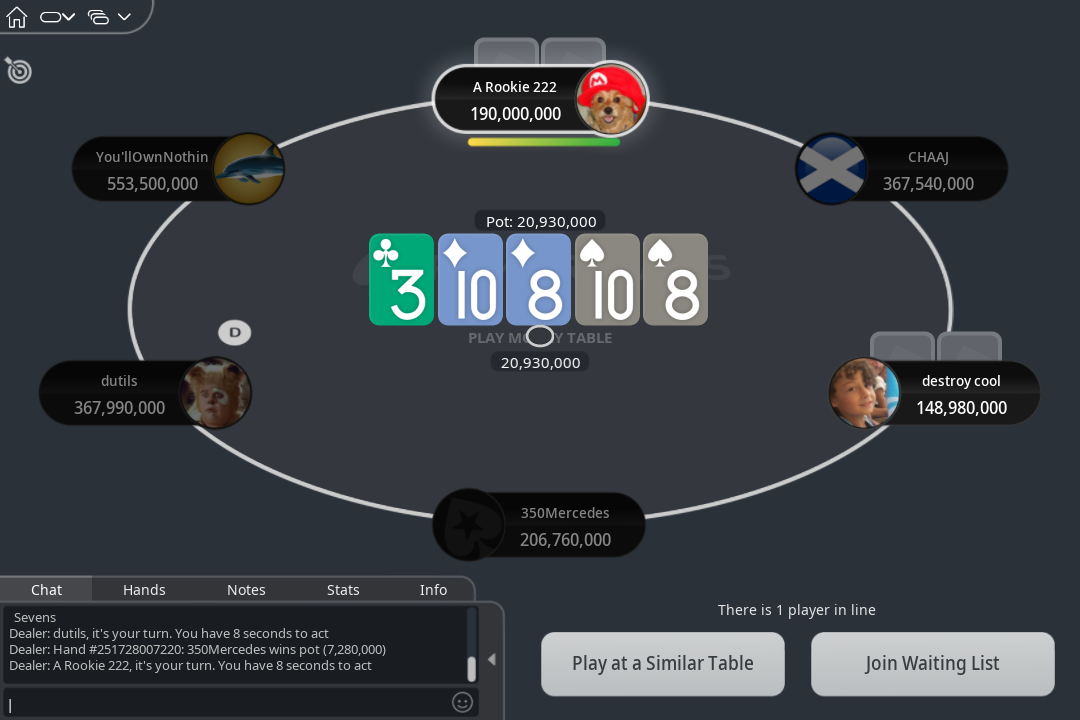 A Rookie 222
190,000,000
You'llOwnNothin
553,500,000
CHAAJ
367,540,000
Pot: 20,930,000
3 10 8 10 8
PLAY MONEY TABLE
20,930,000
D
dutils
367,990,000
destroy cool
148,980,000
350Mercedes
206,760,000
Chat Hands Notes Stats Info
Sevens
Dealer: dutils, it's your turn. You have 8 seconds to act
Dealer: Hand #251728007220: 350Mercedes wins pot (7,280,000)
Dealer: A Rookie 222, it's your turn. You have 8 seconds to act
There is 1 player in line
Play at a Similar Table
Join Waiting List